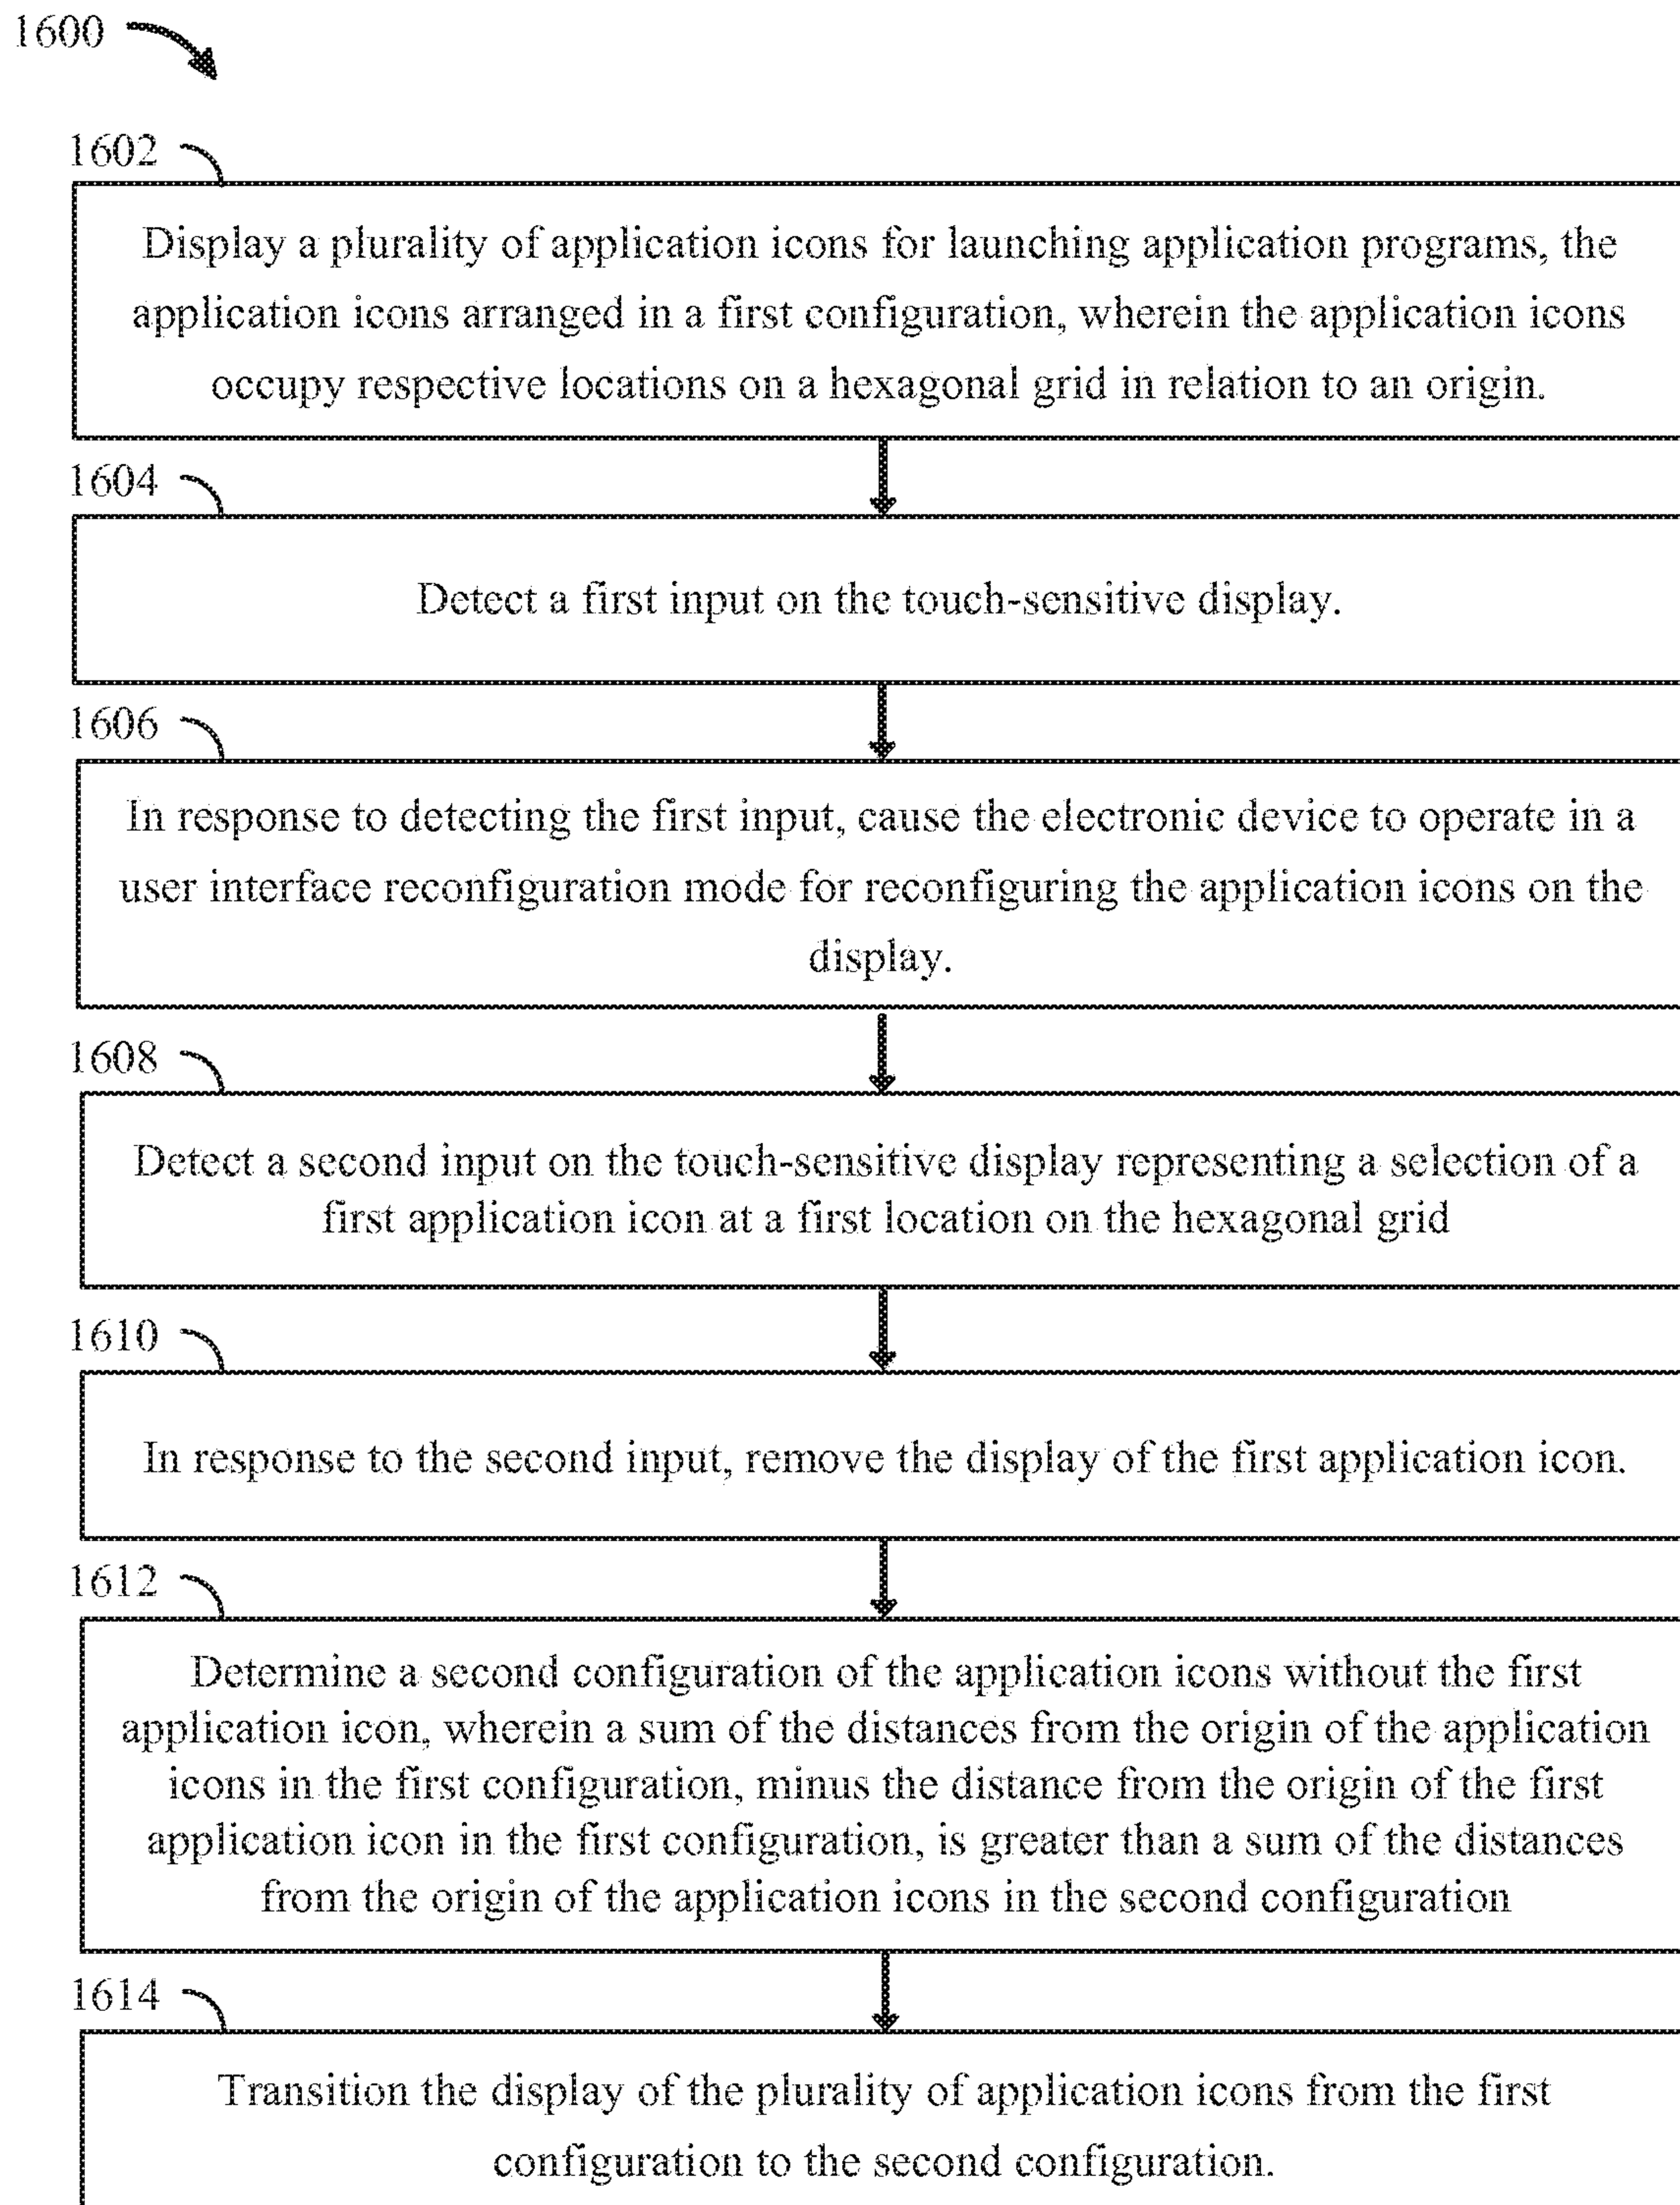 1600
1602
Display a plurality of application icons for launching application programs, the
application icons arranged in a first configuration, wherein the application icons
occupy respective locations on a hexagonal grid in relation to an origin.
1604
Detect a first input on the touch-sensitive display.
1606
In response to detecting the first input, cause the electronic device to operate in a
user interface reconfiguration mode for reconfiguring the application icons on the
display.
1608
Detect a second input on the touch-sensitive display representing a selection of a
first application icon at a first location on the hexagonal grid
1610
In response to the second input, remove the display of the first application icon.
1612
Determine a second configuration of the application icons without the first
application icon, wherein a sum of the distances from the origin of the application
icons in the first configuration, minus the distance from the origin of the first
application icon in the first configuration, is greater than a sum of the distances
from the origin of the application icons in the second configuration
1614
Transition the display of the plurality of application icons from the first
configuration to the second configuration.